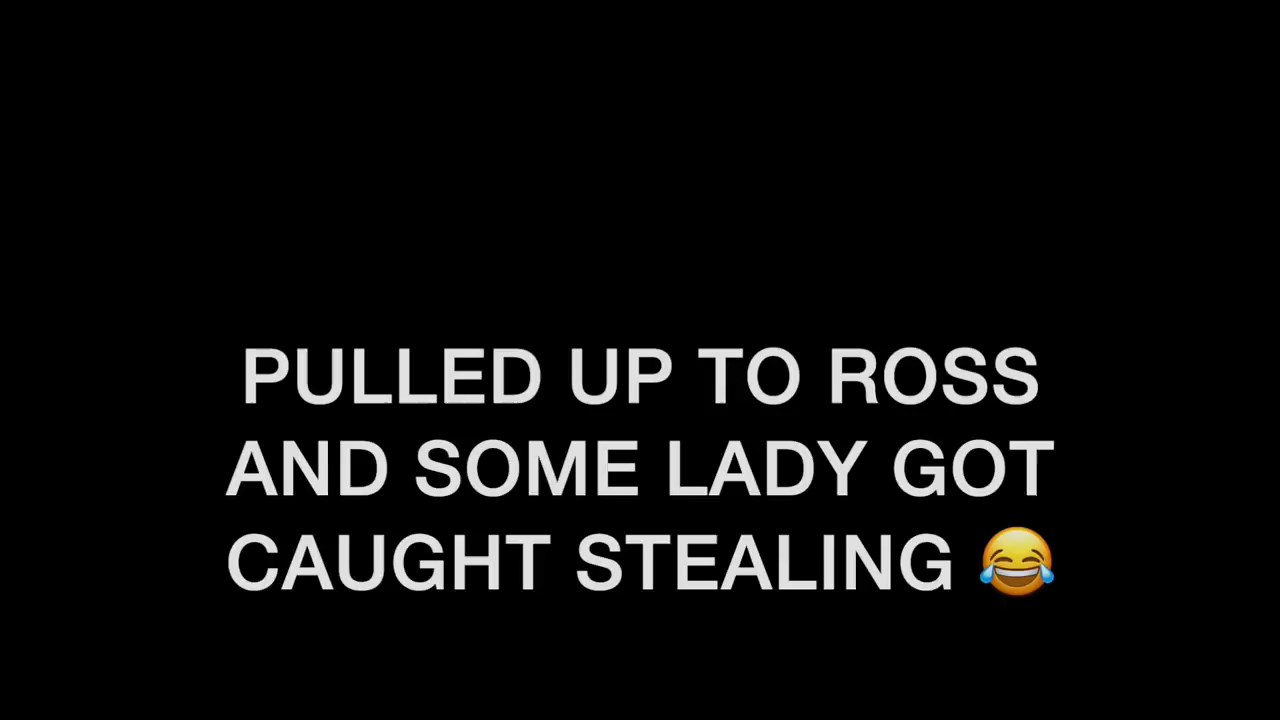 PULLED UP TO ROSS
AND SOME LADY GOT
CAUGHT STEALING 😂